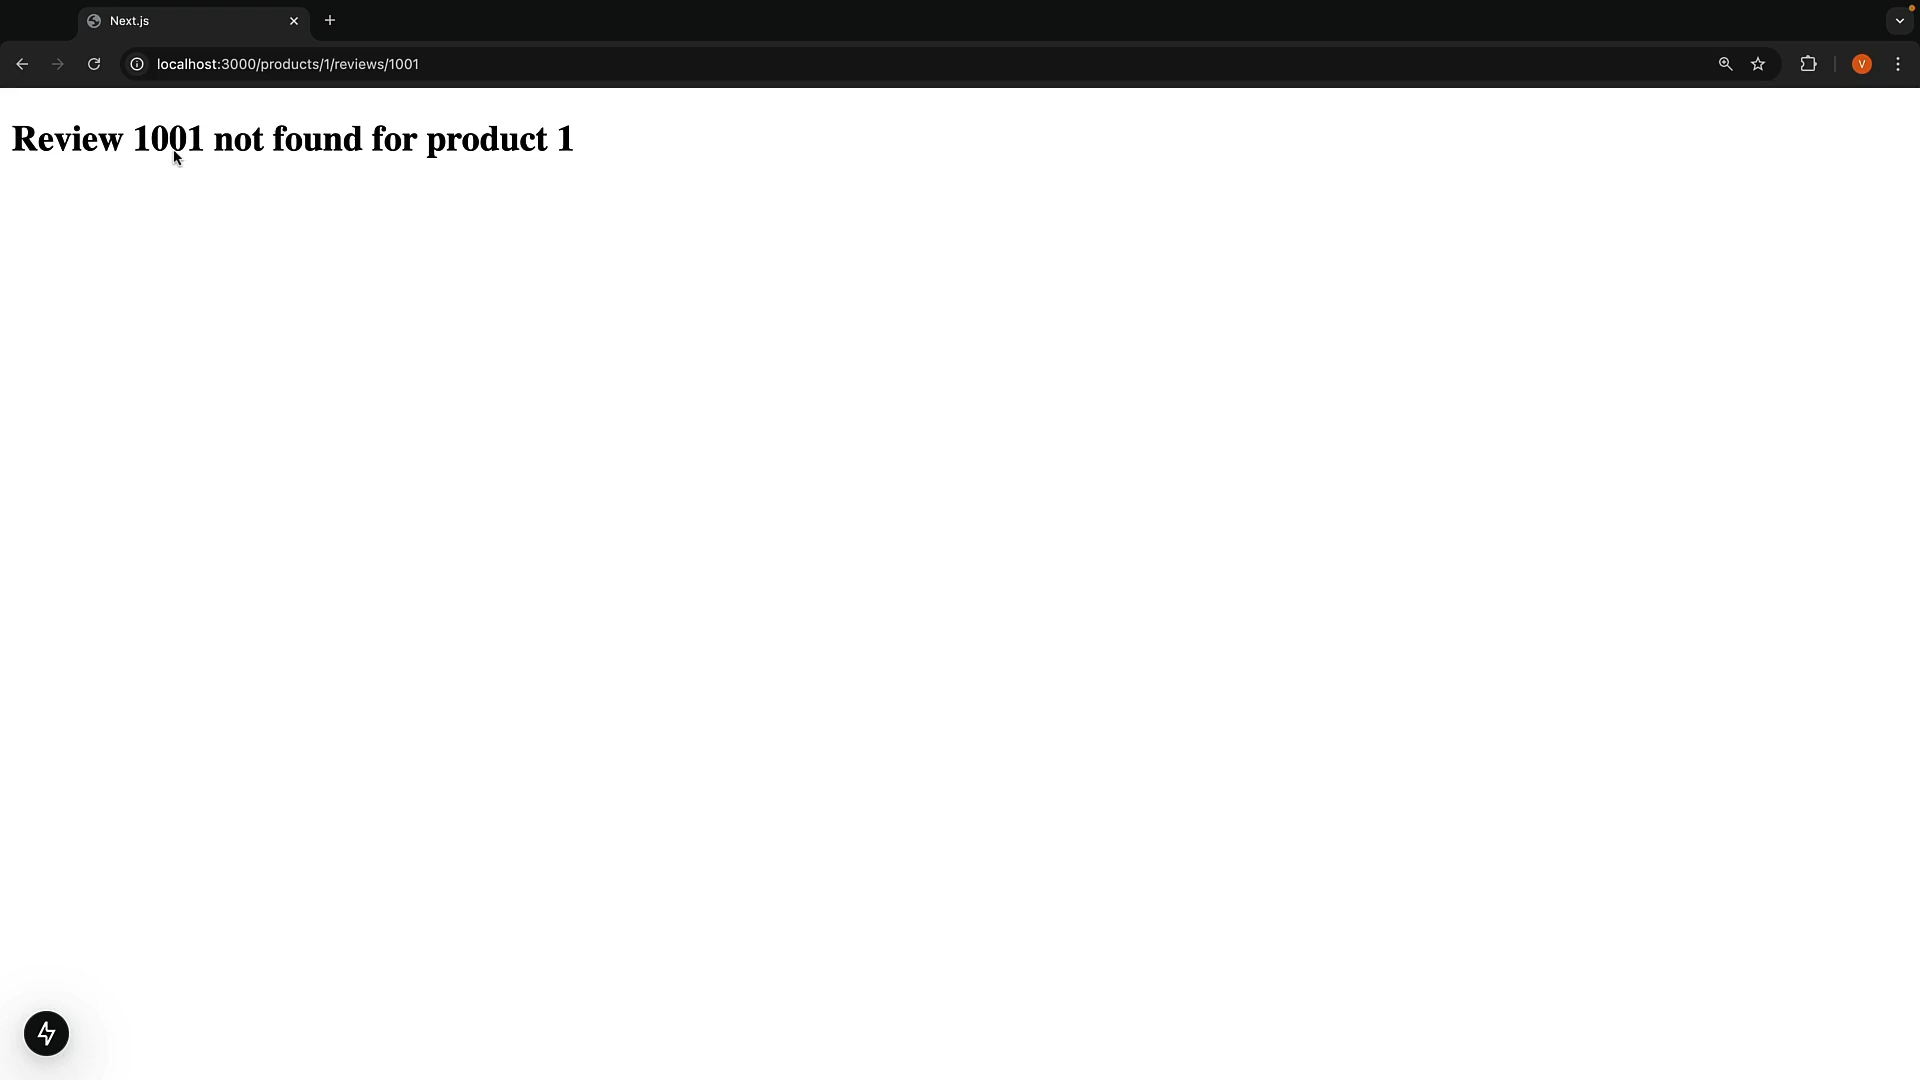 Next.js
localhost:3000/products/1/reviews/1001
V
Review 1001 not found for product 1